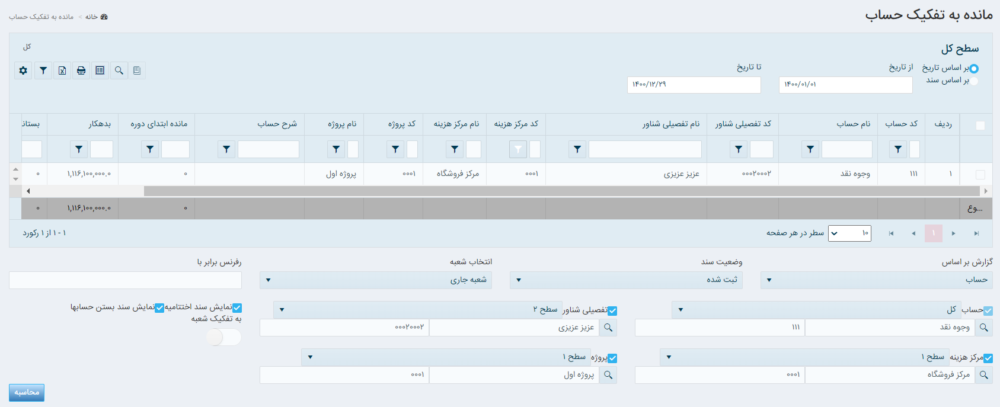 مانده به تفکیک حساب
خانه > مانده به تفکیک حساب
سطح کل
کل
بر اساس تاریخ
بر اساس سند
از تاریخ
۱۴۰۰/۰۱/۰۱
تا تاریخ
۱۴۰۰/۱۲/۲۹
ردیف کد حساب نام حساب کد تفصیلی شناور نام تفصیلی شناور کد مرکز هزینه نام مرکز هزینه کد پروژه نام پروژه شرح حساب مانده ابتدای دوره بدهکار بستانک
۱ ۱۱۱ وجوه نقد ۰۰۰۲۰۰۰۲ عزیز عزیزی ۰۰۰۱ مرکز فروشگاه ۰۰۰۱ پروژه اول ۰ ۱,۱۱۶,۱۰۰,۰۰۰.۰ ۰
...وع ۰ ۱,۱۱۶,۱۰۰,۰۰۰.۰ ۰
۱
۱۰ سطر در هر صفحه
۱ - ۱ از ۱ رکورد
گزارش بر اساس وضعیت سند انتخاب شعبه رفرنس برابر با
حساب ثبت شده شعبه جاری
حساب کل تفصیلی شناور سطح ۲ نمایش سند اختتامیه نمایش سند بستن حسابها
به تفکیک شعبه
وجوه نقد ۱۱۱ عزیز عزیزی ۰۰۰۲۰۰۰۲
مرکز هزینه سطح ۱ پروژه سطح ۱
مرکز فروشگاه ۰۰۰۱ پروژه اول ۰۰۰۱
محاسبه